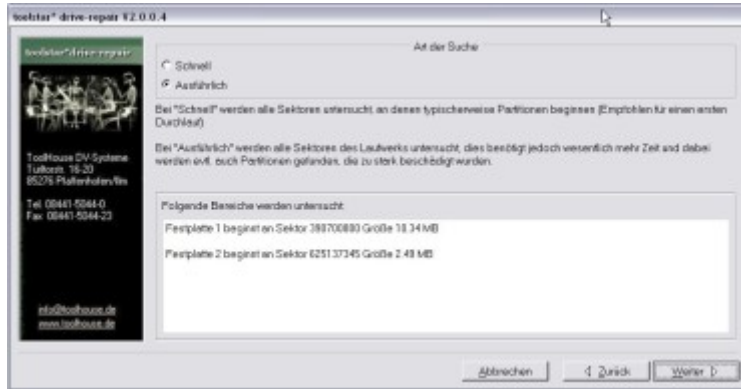 toolstar* drive-repair V2.0.0.4
toolstar*drive-repair
ToolHouse DV-Systeme
85276 Pfaffenhofen/Ilm
Tel. 08441-5044-0
Fax: 08441-5044-23
info@toolhouse.de
www.toolhouse.de
Art der Suche
Schnell
Ausführlich
Bei "Schnell" werden alle Sektoren untersucht, an denen typischerweise Partitionen beginnen (Empfohlen für einen ersten
Durchlauf)
Bei "Ausführlich" werden alle Sektoren des Laufwerks untersucht, dies benötigt jedoch wesentlich mehr Zeit und dabei
werden evtl. auch Partitionen gefunden, die zu stark beschädigt wurden.
Folgende Bereiche werden untersucht:
Festplatte 1 beginnt an Sektor 390700800 Größe 10.34 MB
Festplatte 2 beginnt an Sektor 625137345 Größe 2.49 MB
Abbrechen
Zurück
Weiter